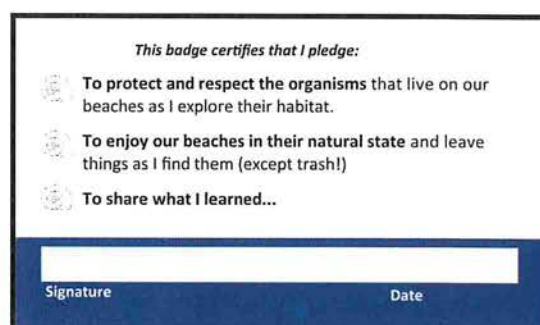 This badge certifies that I pledge:
To protect and respect the organisms that live on our
beaches as I explore their habitat.
To enjoy our beaches in their natural state and leave
things as I find them (except trash!)
To share what I learned...
Signature Date